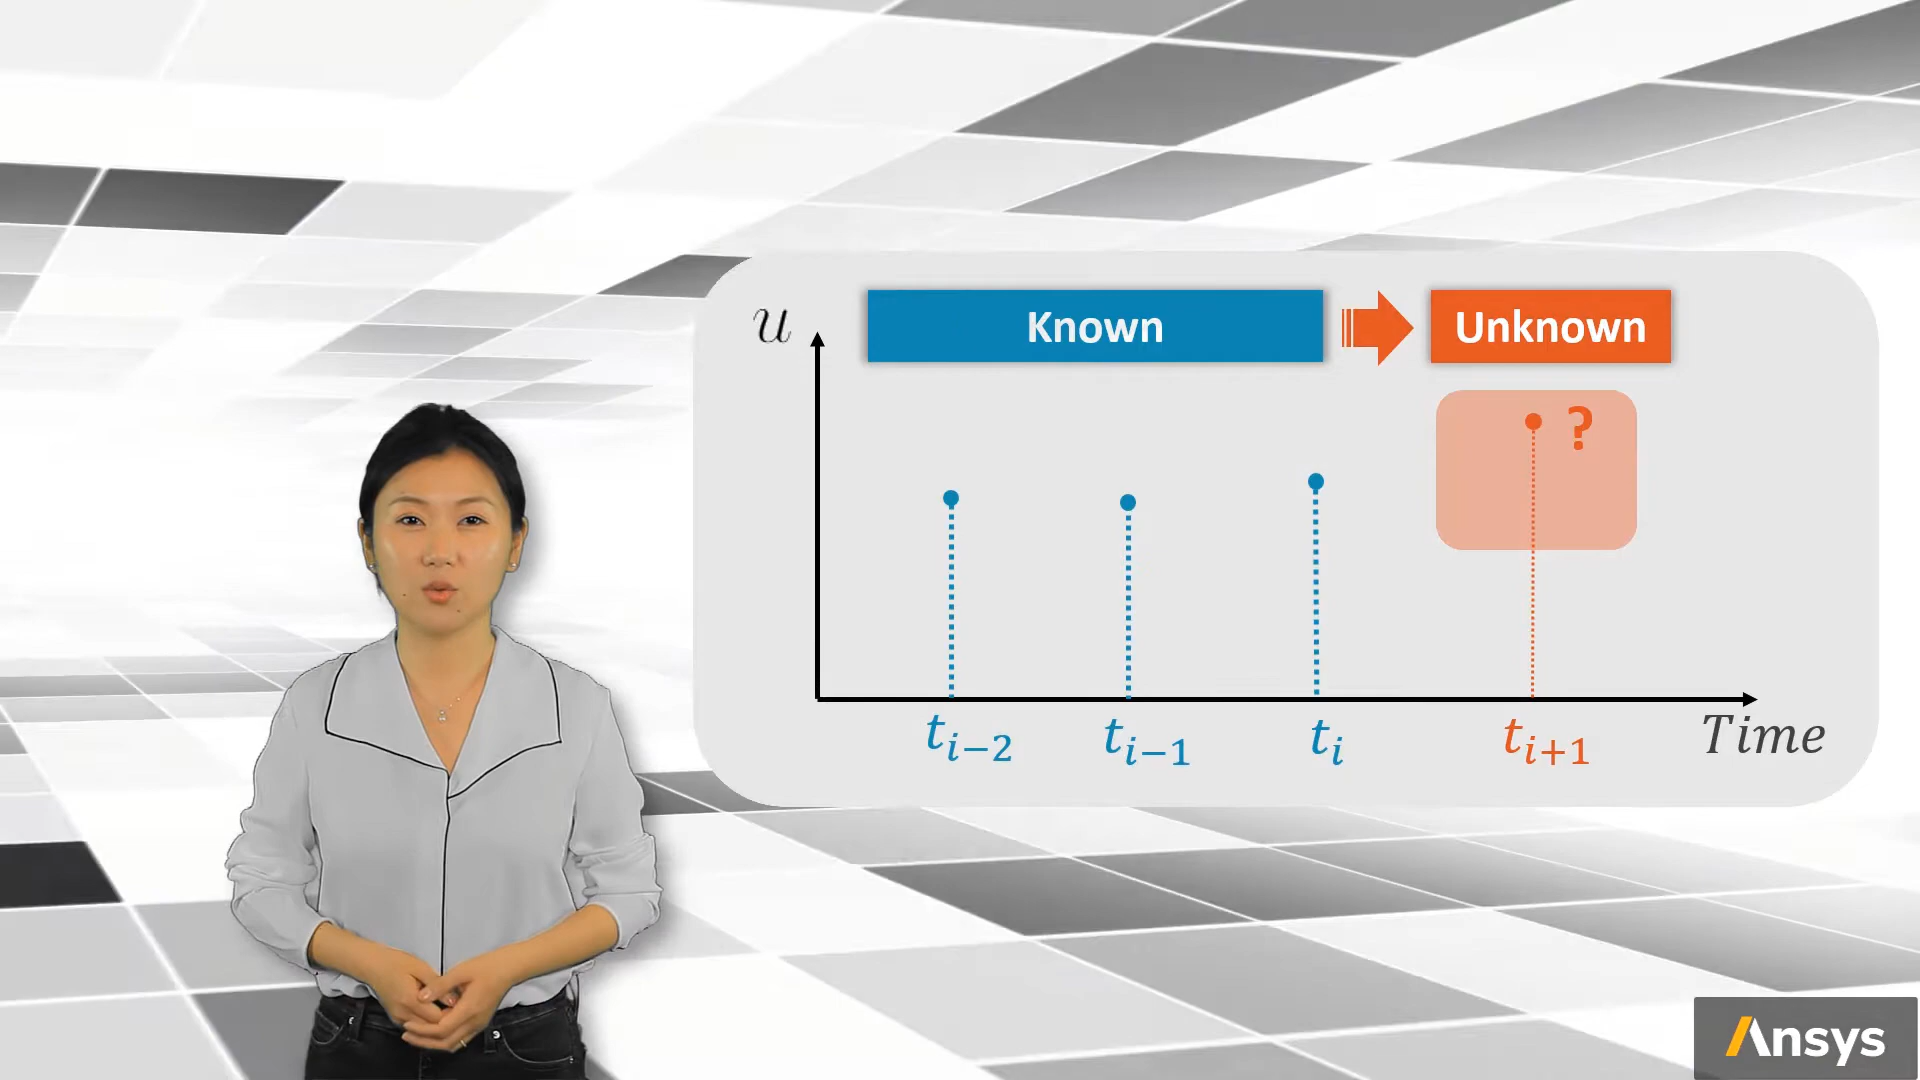 u
Known
Unknown
?
t_{i-2}
t_{i-1}
t_i
t_{i+1}
Time
Ansys